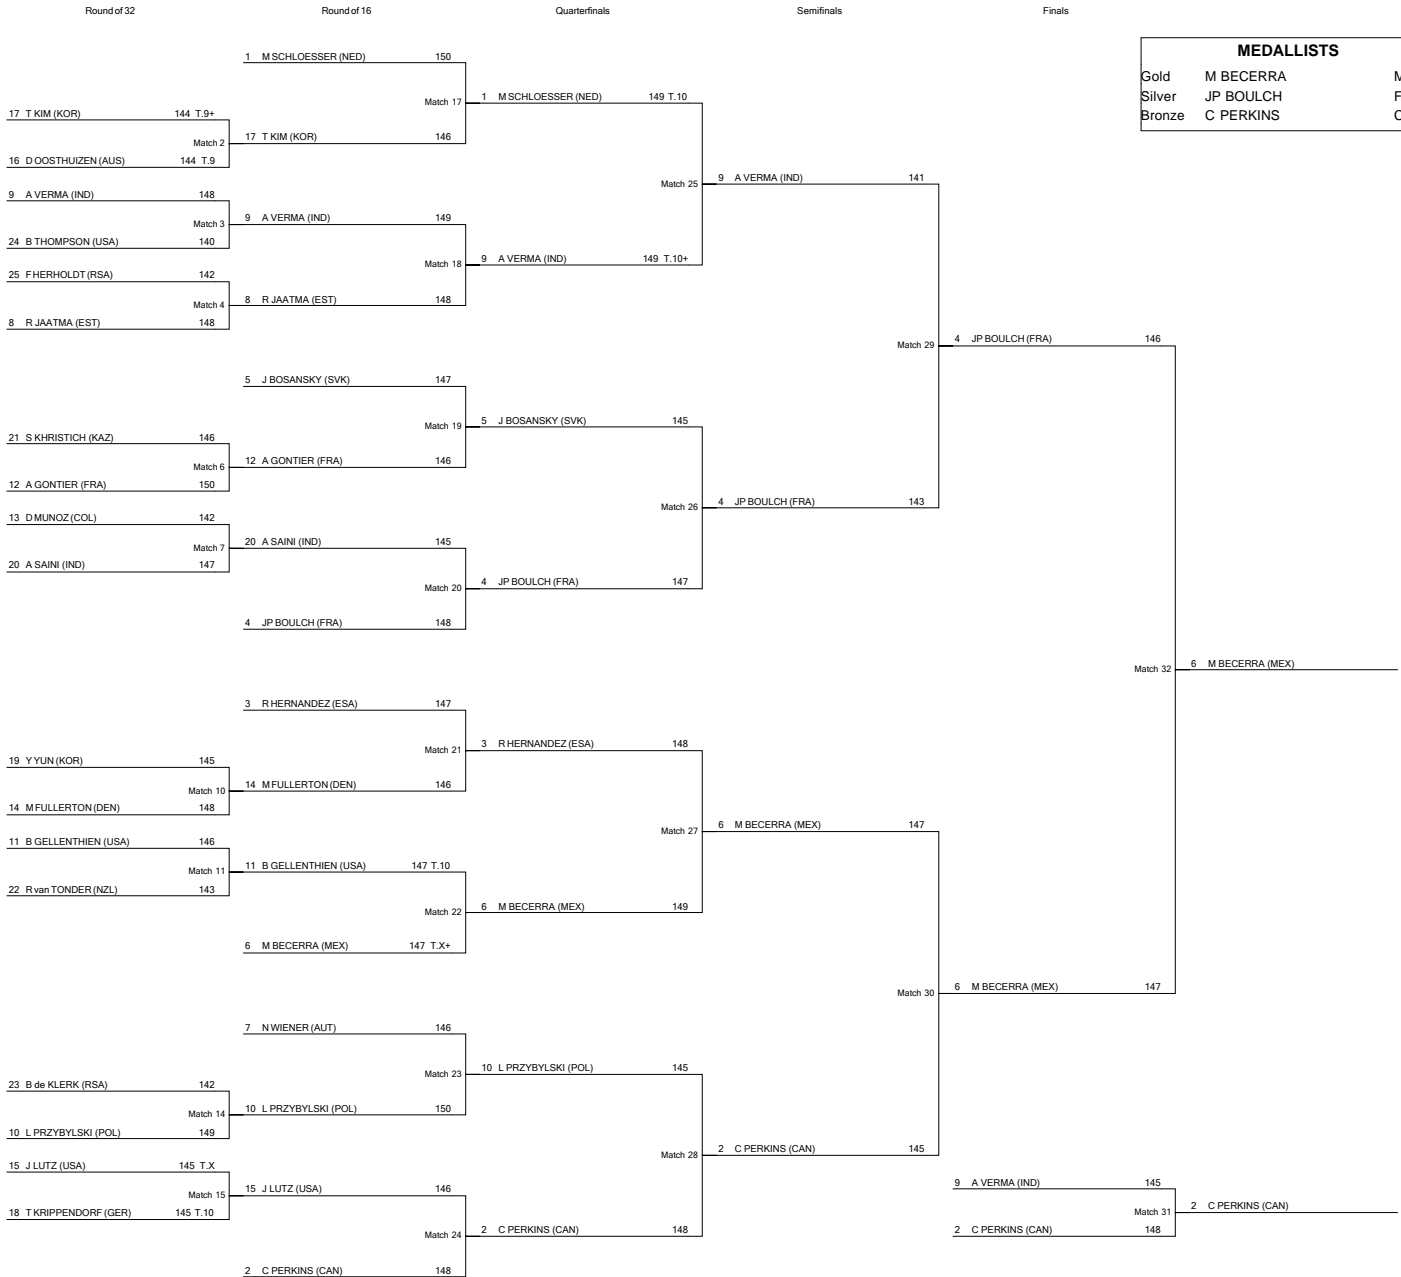 Round of 32 Round of 16 Quarterfinals Semifinals Finals
MEDALLISTS
Gold M BECERRA M
Silver JP BOULCH F
Bronze C PERKINS C
1 M SCHLOESSER (NED) 150
Match 17 1 M SCHLOESSER (NED) 149 T.10
17 T KIM (KOR) 144 T.9+
Match 2 17 T KIM (KOR) 146
16 D OOSTHUIZEN (AUS) 144 T.9
Match 25 9 A VERMA (IND) 141
9 A VERMA (IND) 148
Match 3 9 A VERMA (IND) 149
24 B THOMPSON (USA) 140
Match 18 9 A VERMA (IND) 149 T.10+
25 F HERHOLDT (RSA) 142
Match 4 8 R JAATMA (EST) 148
8 R JAATMA (EST) 148
Match 29 4 JP BOULCH (FRA) 146
5 J BOSANSKY (SVK) 147
Match 19 5 J BOSANSKY (SVK) 145
21 S KHRISTICH (KAZ) 146
Match 6 12 A GONTIER (FRA) 146
12 A GONTIER (FRA) 150
Match 26 4 JP BOULCH (FRA) 143
13 D MUNOZ (COL) 142
Match 7 20 A SAINI (IND) 145
20 A SAINI (IND) 147
Match 20 4 JP BOULCH (FRA) 147
4 JP BOULCH (FRA) 148
Match 32 6 M BECERRA (MEX)
3 R HERNANDEZ (ESA) 147
Match 21 3 R HERNANDEZ (ESA) 148
19 Y YUN (KOR) 145
Match 10 14 M FULLERTON (DEN) 146
14 M FULLERTON (DEN) 148
Match 27 6 M BECERRA (MEX) 147
11 B GELLENTHIEN (USA) 146
Match 11 11 B GELLENTHIEN (USA) 147 T.10
22 R van TONDER (NZL) 143
Match 22 6 M BECERRA (MEX) 149
6 M BECERRA (MEX) 147 T.X+
Match 30 6 M BECERRA (MEX) 147
7 N WIENER (AUT) 146
Match 23 10 L PRZYBYLSKI (POL) 145
23 B de KLERK (RSA) 142
Match 14 10 L PRZYBYLSKI (POL) 150
10 L PRZYBYLSKI (POL) 149
Match 28 2 C PERKINS (CAN) 145
15 J LUTZ (USA) 145 T.X
Match 15 15 J LUTZ (USA) 146
18 T KRIPPENDORF (GER) 145 T.10
9 A VERMA (IND) 145
Match 31 2 C PERKINS (CAN)
Match 24 2 C PERKINS (CAN) 148
2 C PERKINS (CAN) 148
2 C PERKINS (CAN) 148